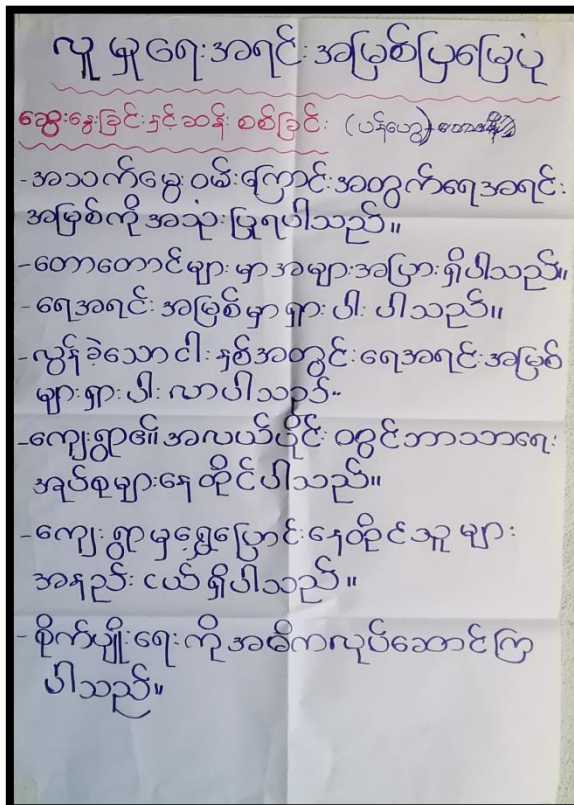 လူမှုရေးအရင်းအမြစ်ပြမြေပုံ
ဆွေးနွေးခြင်းနှင့်ဆန်းစစ်ခြင်း (ပန်ဟွေ)
-အသက်မွေးဝမ်းကြောင်းအတွက်ရေအရင်း
အမြစ်ကိုအသုံးပြုရပါသည်။
-တောတောင်များမှာအများအပြားရှိပါသည်။
-ရေအရင်းအမြစ်မှာရှားပါးပါသည်။
-လွန်ခဲ့သောငါးနှစ်အတွင်းရေအရင်းအမြစ်
များရှားပါးလာပါသည်။
-ကျေးရွာ၏အလယ်ပိုင်းတွင်ဘာသာရေး
အုပ်စုများနေထိုင်ပါသည်။
-ကျေးရွာမှရွှေ့ပြောင်းနေထိုင်သူများ
အနည်းငယ်ရှိပါသည်။
-စိုက်ပျိုးရေးကိုအဓိကလုပ်ဆောင်ကြ
ပါသည်။